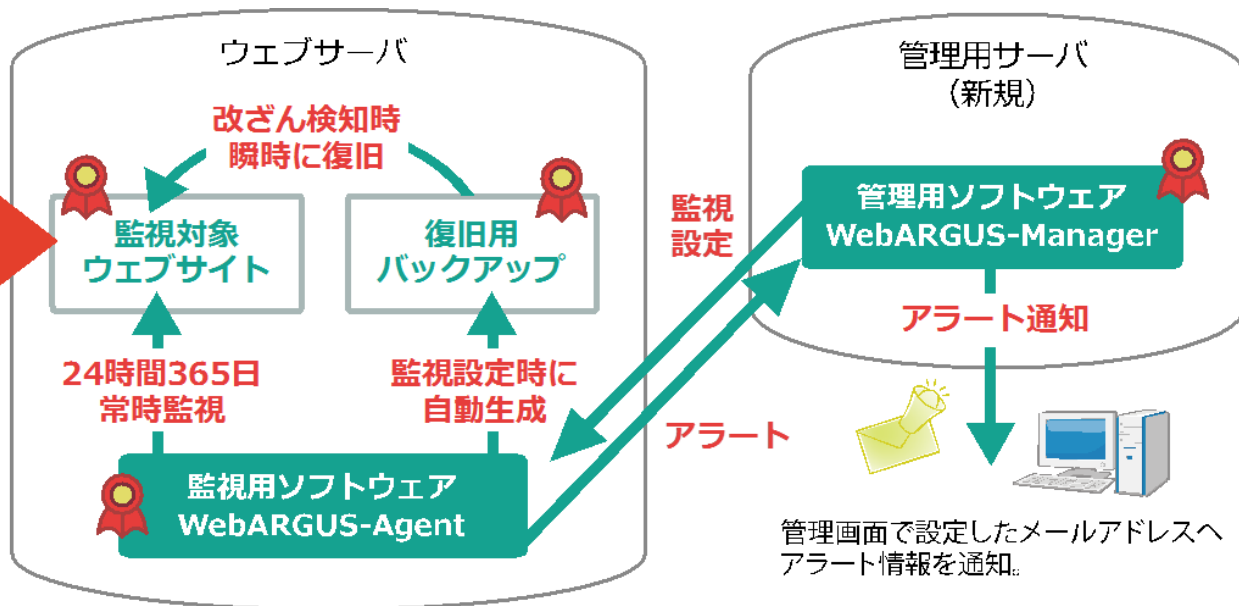 ウェブサーバ
改ざん検知時
瞬時に復旧
監視対象
ウェブサイト
復旧用
バックアップ
24時間365日
常時監視
監視設定時に
自動生成
監視用ソフトウェア
WebARGUS-Agent
監視
設定
アラート
管理用サーバ
(新規)
管理用ソフトウェア
WebARGUS-Manager
アラート通知
管理画面で設定したメールアドレスへ
アラート情報を通知。